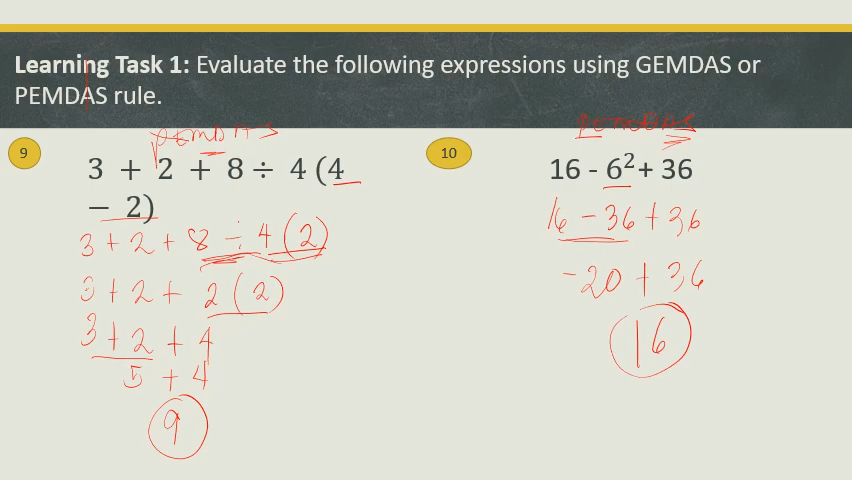 Learning Task 1: Evaluate the following expressions using GEMDAS or
PEMDAS rule.
PEMDAS
9
3 + 2 + 8 ÷ 4 (4
− 2)
3 + 2 + 8 ÷ 4 (2)
3 + 2 + 2 (2)
3 + 2 + 4
5 + 4
9
PEMDAS
10
16 - 6² + 36
16 - 36 + 36
-20 + 36
16